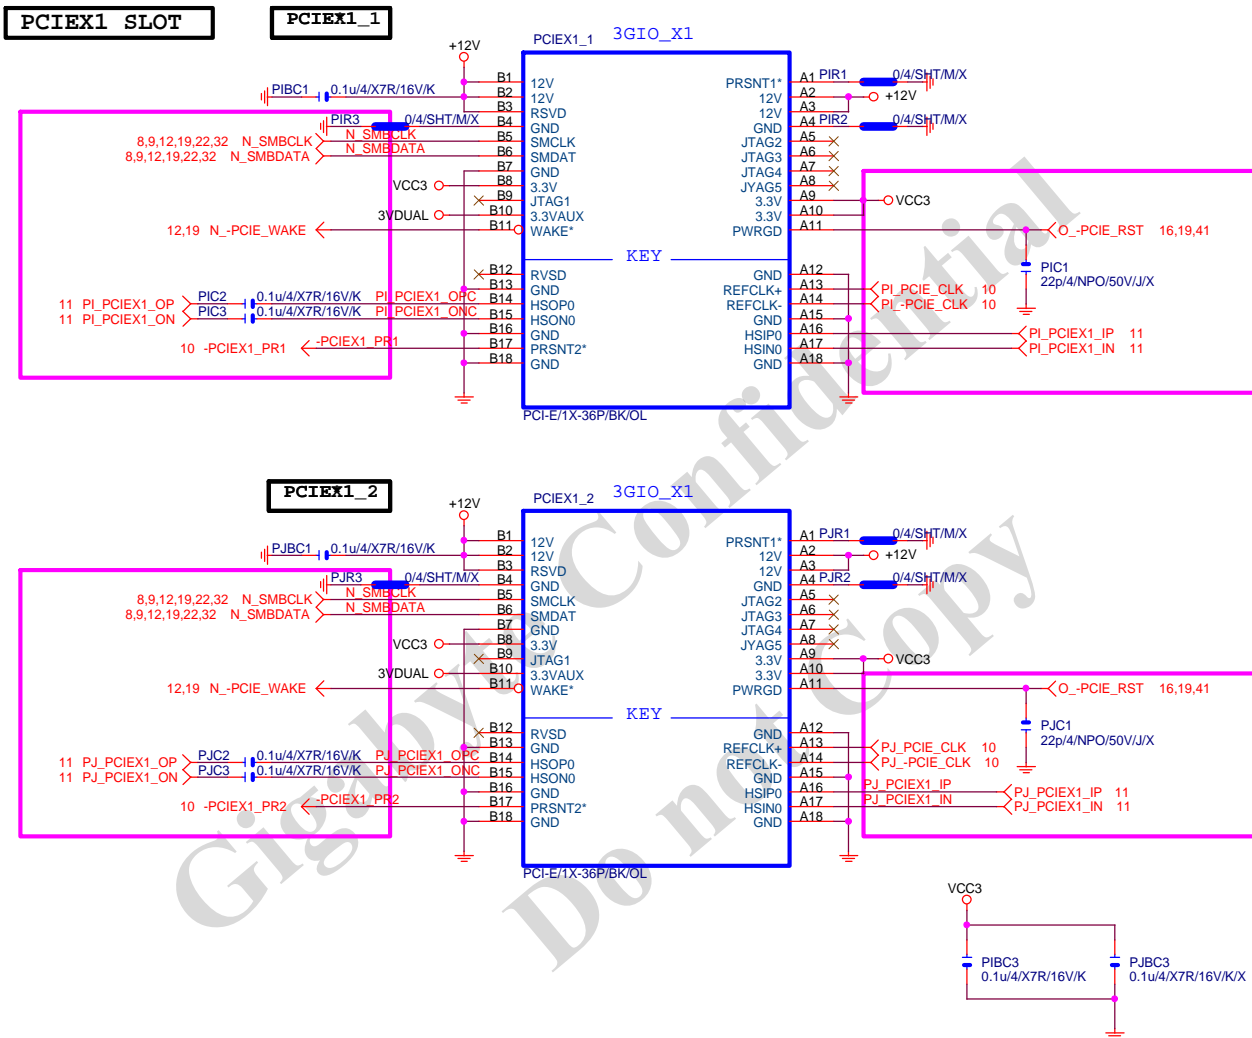 PCIEX1 SLOT
PCIEX1_1
+12V
PCIEX1_1
3GIO_X1
PIBC1 0.1u/4/X7R/16V/K
B1 12V
B2 12V
B3 RSVD
PIR3 0/4/SHT/M/X
B4 GND
8,9,12,19,22,32 N_SMBCLK N_SMBCLK B5 SMCLK
8,9,12,19,22,32 N_SMBDATA N_SMBDATA B6 SMDAT
B7 GND
VCC3 B8 3.3V
B9 JTAG1
3VDUAL B10 3.3VAUX
12,19 N_-PCIE_WAKE B11 WAKE*
KEY
B12 RVSD
B13 GND
11 PI_PCIEX1_OP PIC2 0.1u/4/X7R/16V/K PI_PCIEX1_OPC B14 HSOP0
11 PI_PCIEX1_ON PIC3 0.1u/4/X7R/16V/K PI_PCIEX1_ONC B15 HSON0
B16 GND
10 -PCIEX1_PR1 -PCIEX1_PR1 B17 PRSNT2*
B18 GND
PRSNT1* A1 PIR1 0/4/SHT/M/X
12V A2 +12V
12V A3
GND A4 PIR2 0/4/SHT/M/X
JTAG2 A5
JTAG3 A6
JTAG4 A7
JYAG5 A8
3.3V A9 VCC3
3.3V A10
PWRGD A11 O_-PCIE_RST 16,19,41
PIC1
22p/4/NPO/50V/J/X
GND A12
REFCLK+ A13 PI_PCIE_CLK 10
REFCLK- A14 PI_-PCIE_CLK 10
GND A15
HSIP0 A16 PI_PCIEX1_IP 11
HSIN0 A17 PI_PCIEX1_IN 11
GND A18
PCI-E/1X-36P/BK/OL
PCIEX1_2
+12V
PCIEX1_2
3GIO_X1
PJBC1 0.1u/4/X7R/16V/K
B1 12V
B2 12V
B3 RSVD
PJR3 0/4/SHT/M/X
B4 GND
8,9,12,19,22,32 N_SMBCLK N_SMBCLK B5 SMCLK
8,9,12,19,22,32 N_SMBDATA N_SMBDATA B6 SMDAT
B7 GND
VCC3 B8 3.3V
B9 JTAG1
3VDUAL B10 3.3VAUX
12,19 N_-PCIE_WAKE B11 WAKE*
KEY
B12 RVSD
B13 GND
11 PJ_PCIEX1_OP PJC2 0.1u/4/X7R/16V/K PJ_PCIEX1_OPC B14 HSOP0
11 PJ_PCIEX1_ON PJC3 0.1u/4/X7R/16V/K PJ_PCIEX1_ONC B15 HSON0
B16 GND
10 -PCIEX1_PR2 -PCIEX1_PR2 B17 PRSNT2*
B18 GND
PRSNT1* A1 PJR1 0/4/SHT/M/X
12V A2 +12V
12V A3
GND A4 PJR2 0/4/SHT/M/X
JTAG2 A5
JTAG3 A6
JTAG4 A7
JYAG5 A8
3.3V A9 VCC3
3.3V A10
PWRGD A11 O_-PCIE_RST 16,19,41
PJC1
22p/4/NPO/50V/J/X
GND A12
REFCLK+ A13 PJ_PCIE_CLK 10
REFCLK- A14 PJ_-PCIE_CLK 10
GND A15
HSIP0 A16 PJ_PCIEX1_IP PJ_PCIEX1_IP 11
HSIN0 A17 PJ_PCIEX1_IN PJ_PCIEX1_IN 11
GND A18
PCI-E/1X-36P/BK/OL
VCC3
PIBC3
0.1u/4/X7R/16V/K
PJBC3
0.1u/4/X7R/16V/K/X
Gigabyte Confidential
Do not Copy